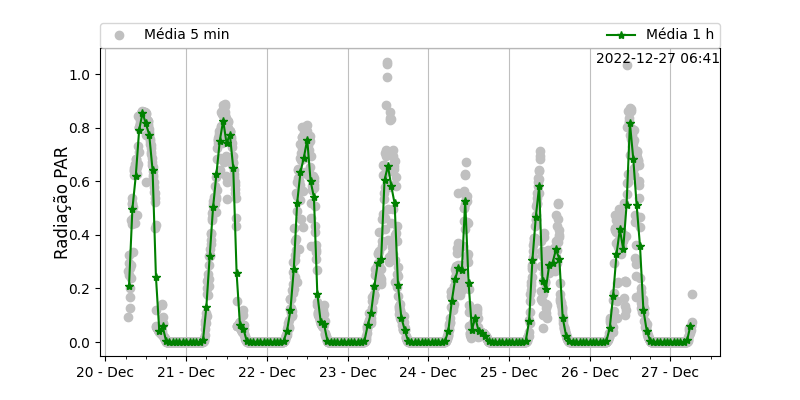 Média 5 min
Média 1 h
2022-12-27 06:41
Radiação PAR
1.0
0.8
0.6
0.4
0.2
0.0
20 - Dec
21 - Dec
22 - Dec
23 - Dec
24 - Dec
25 - Dec
26 - Dec
27 - Dec